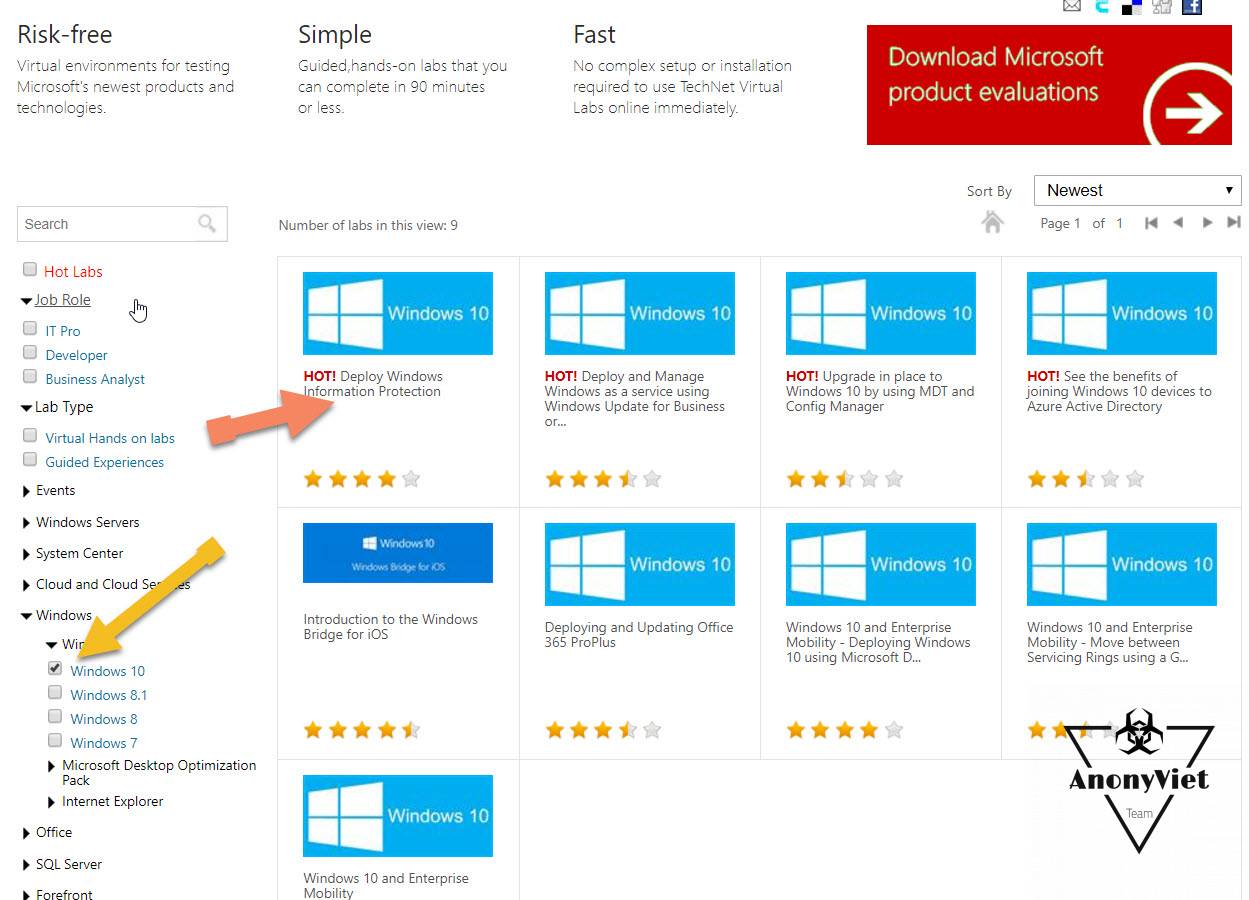 Risk-free
Virtual environments for testing
Microsoft's newest products and
technologies.
Simple
Guided,hands-on labs that you
can complete in 90 minutes
or less.
Fast
No complex setup or installation
required to use TechNet Virtual
Labs online immediately.
Download Microsoft
product evaluations
Sort By
Newest
Search
Number of labs in this view: 9
Page 1 of 1
Hot Labs
Job Role
IT Pro
Developer
Business Analyst
Lab Type
Virtual Hands on labs
Guided Experiences
Events
Windows Servers
System Center
Cloud and Cloud
Windows
Windows 10
Windows 8.1
Windows 8
Windows 7
Microsoft Desktop Optimization
Pack
Internet Explorer
Office
SQL Server
Forefront
Windows 10
HOT! Deploy Windows
Information Protection
Windows 10
HOT! Deploy and Manage
Windows as a service using
Windows Update for Business
or...
Windows 10
HOT! Upgrade in place to
Windows 10 by using MDT and
Config Manager
Windows 10
HOT! See the benefits of
joining Windows 10 devices to
Azure Active Directory
Windows10
Windows Bridge for iOS
Introduction to the Windows
Bridge for iOS
Windows 10
Deploying and Updating Office
365 ProPlus
Windows 10
Windows 10 and Enterprise
Mobility - Deploying Windows
10 using Microsoft D...
Windows 10
Windows 10 and Enterprise
Mobility - Move between
Servicing Rings using a G...
Windows 10
Windows 10 and Enterprise
Mobility
AnonyViet
Team